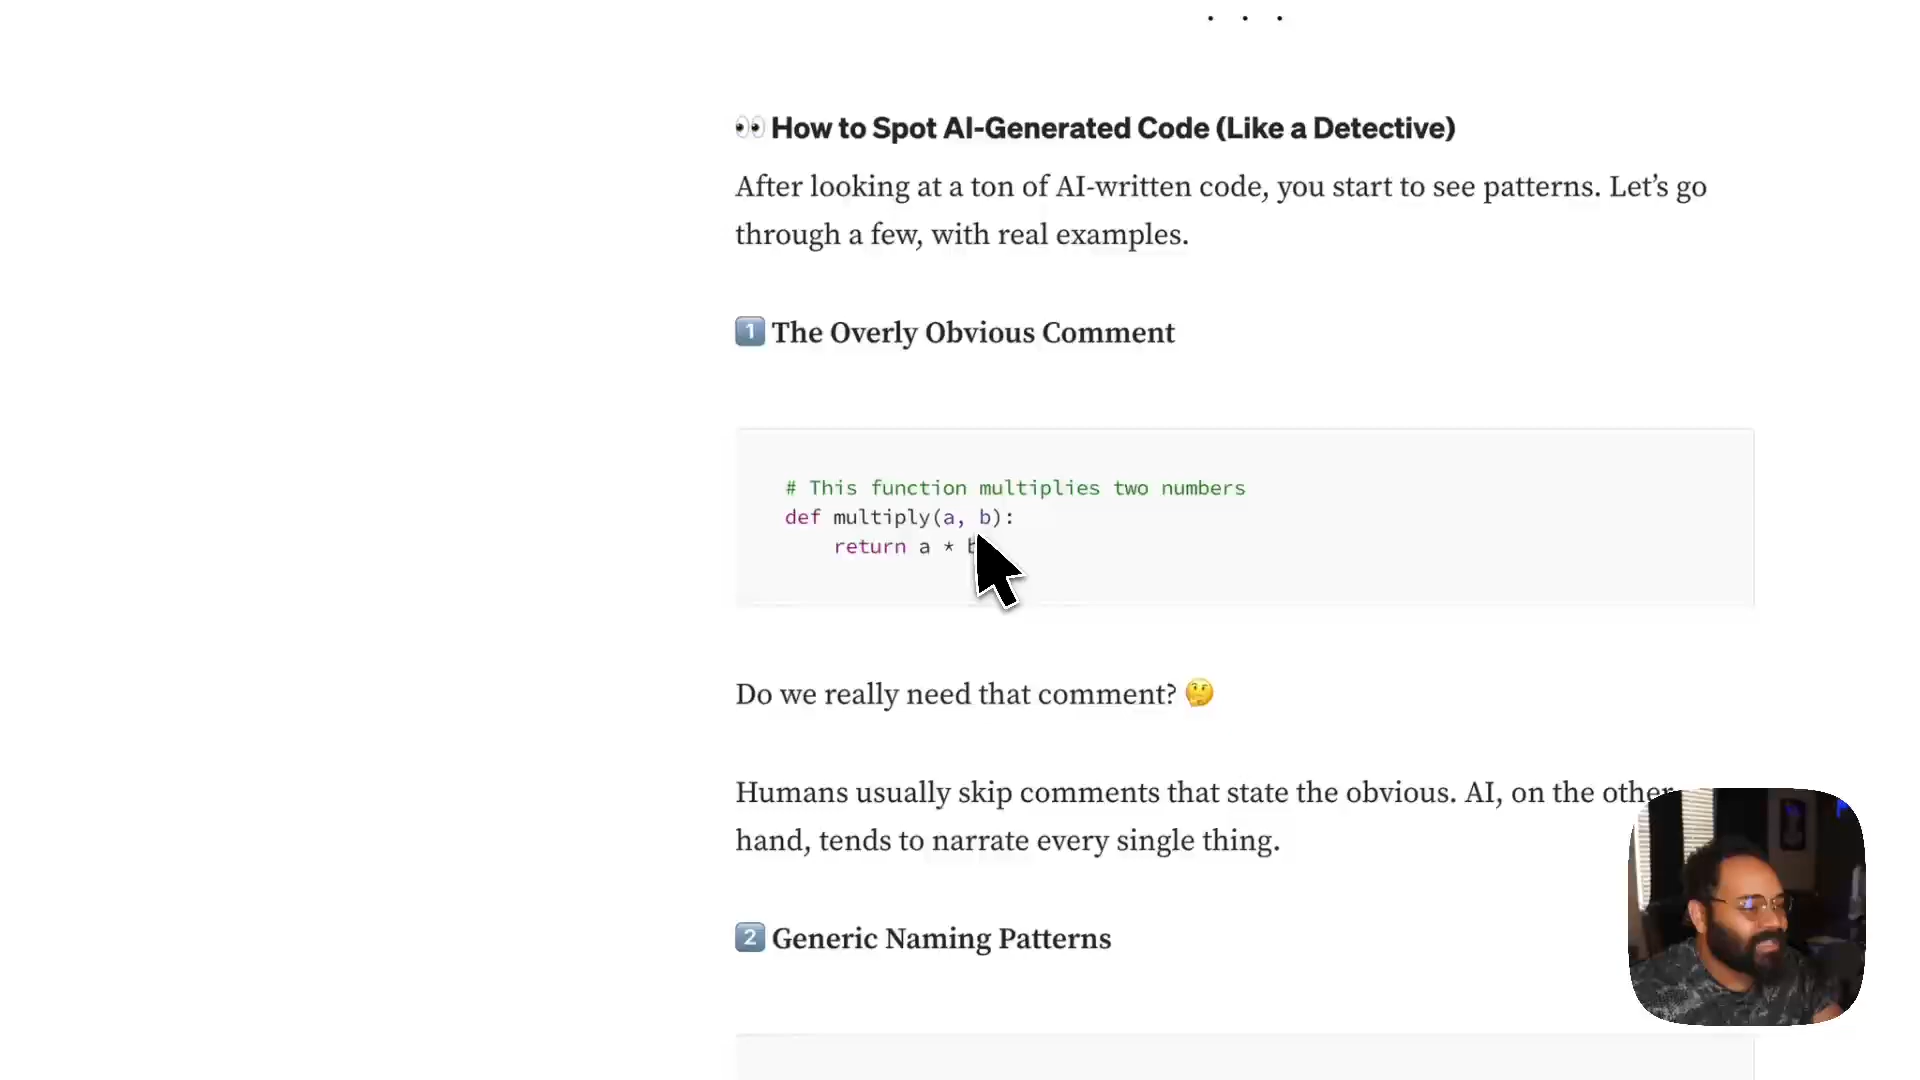 . . .
👀 How to Spot AI-Generated Code (Like a Detective)
After looking at a ton of AI-written code, you start to see patterns. Let’s go
through a few, with real examples.
1️⃣ The Overly Obvious Comment
# This function multiplies two numbers
def multiply(a, b):
    return a *
Do we really need that comment? 🤔
Humans usually skip comments that state the obvious. AI, on the other
hand, tends to narrate every single thing.
2️⃣ Generic Naming Patterns